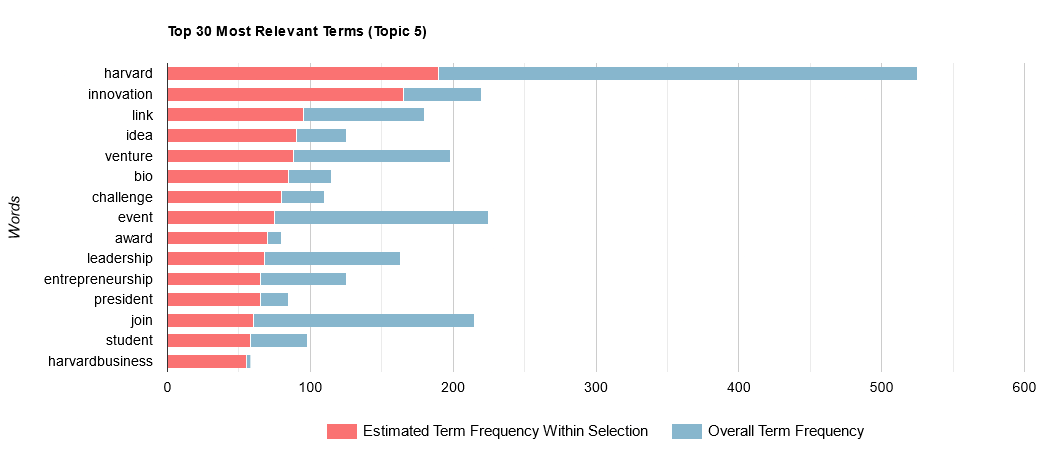 Top 30 Most Relevant Terms (Topic 5)
Words
harvard
innovation
link
idea
venture
bio
challenge
event
award
leadership
entrepreneurship
president
join
student
harvardbusiness
0 100 200 300 400 500 600
Estimated Term Frequency Within Selection Overall Term Frequency